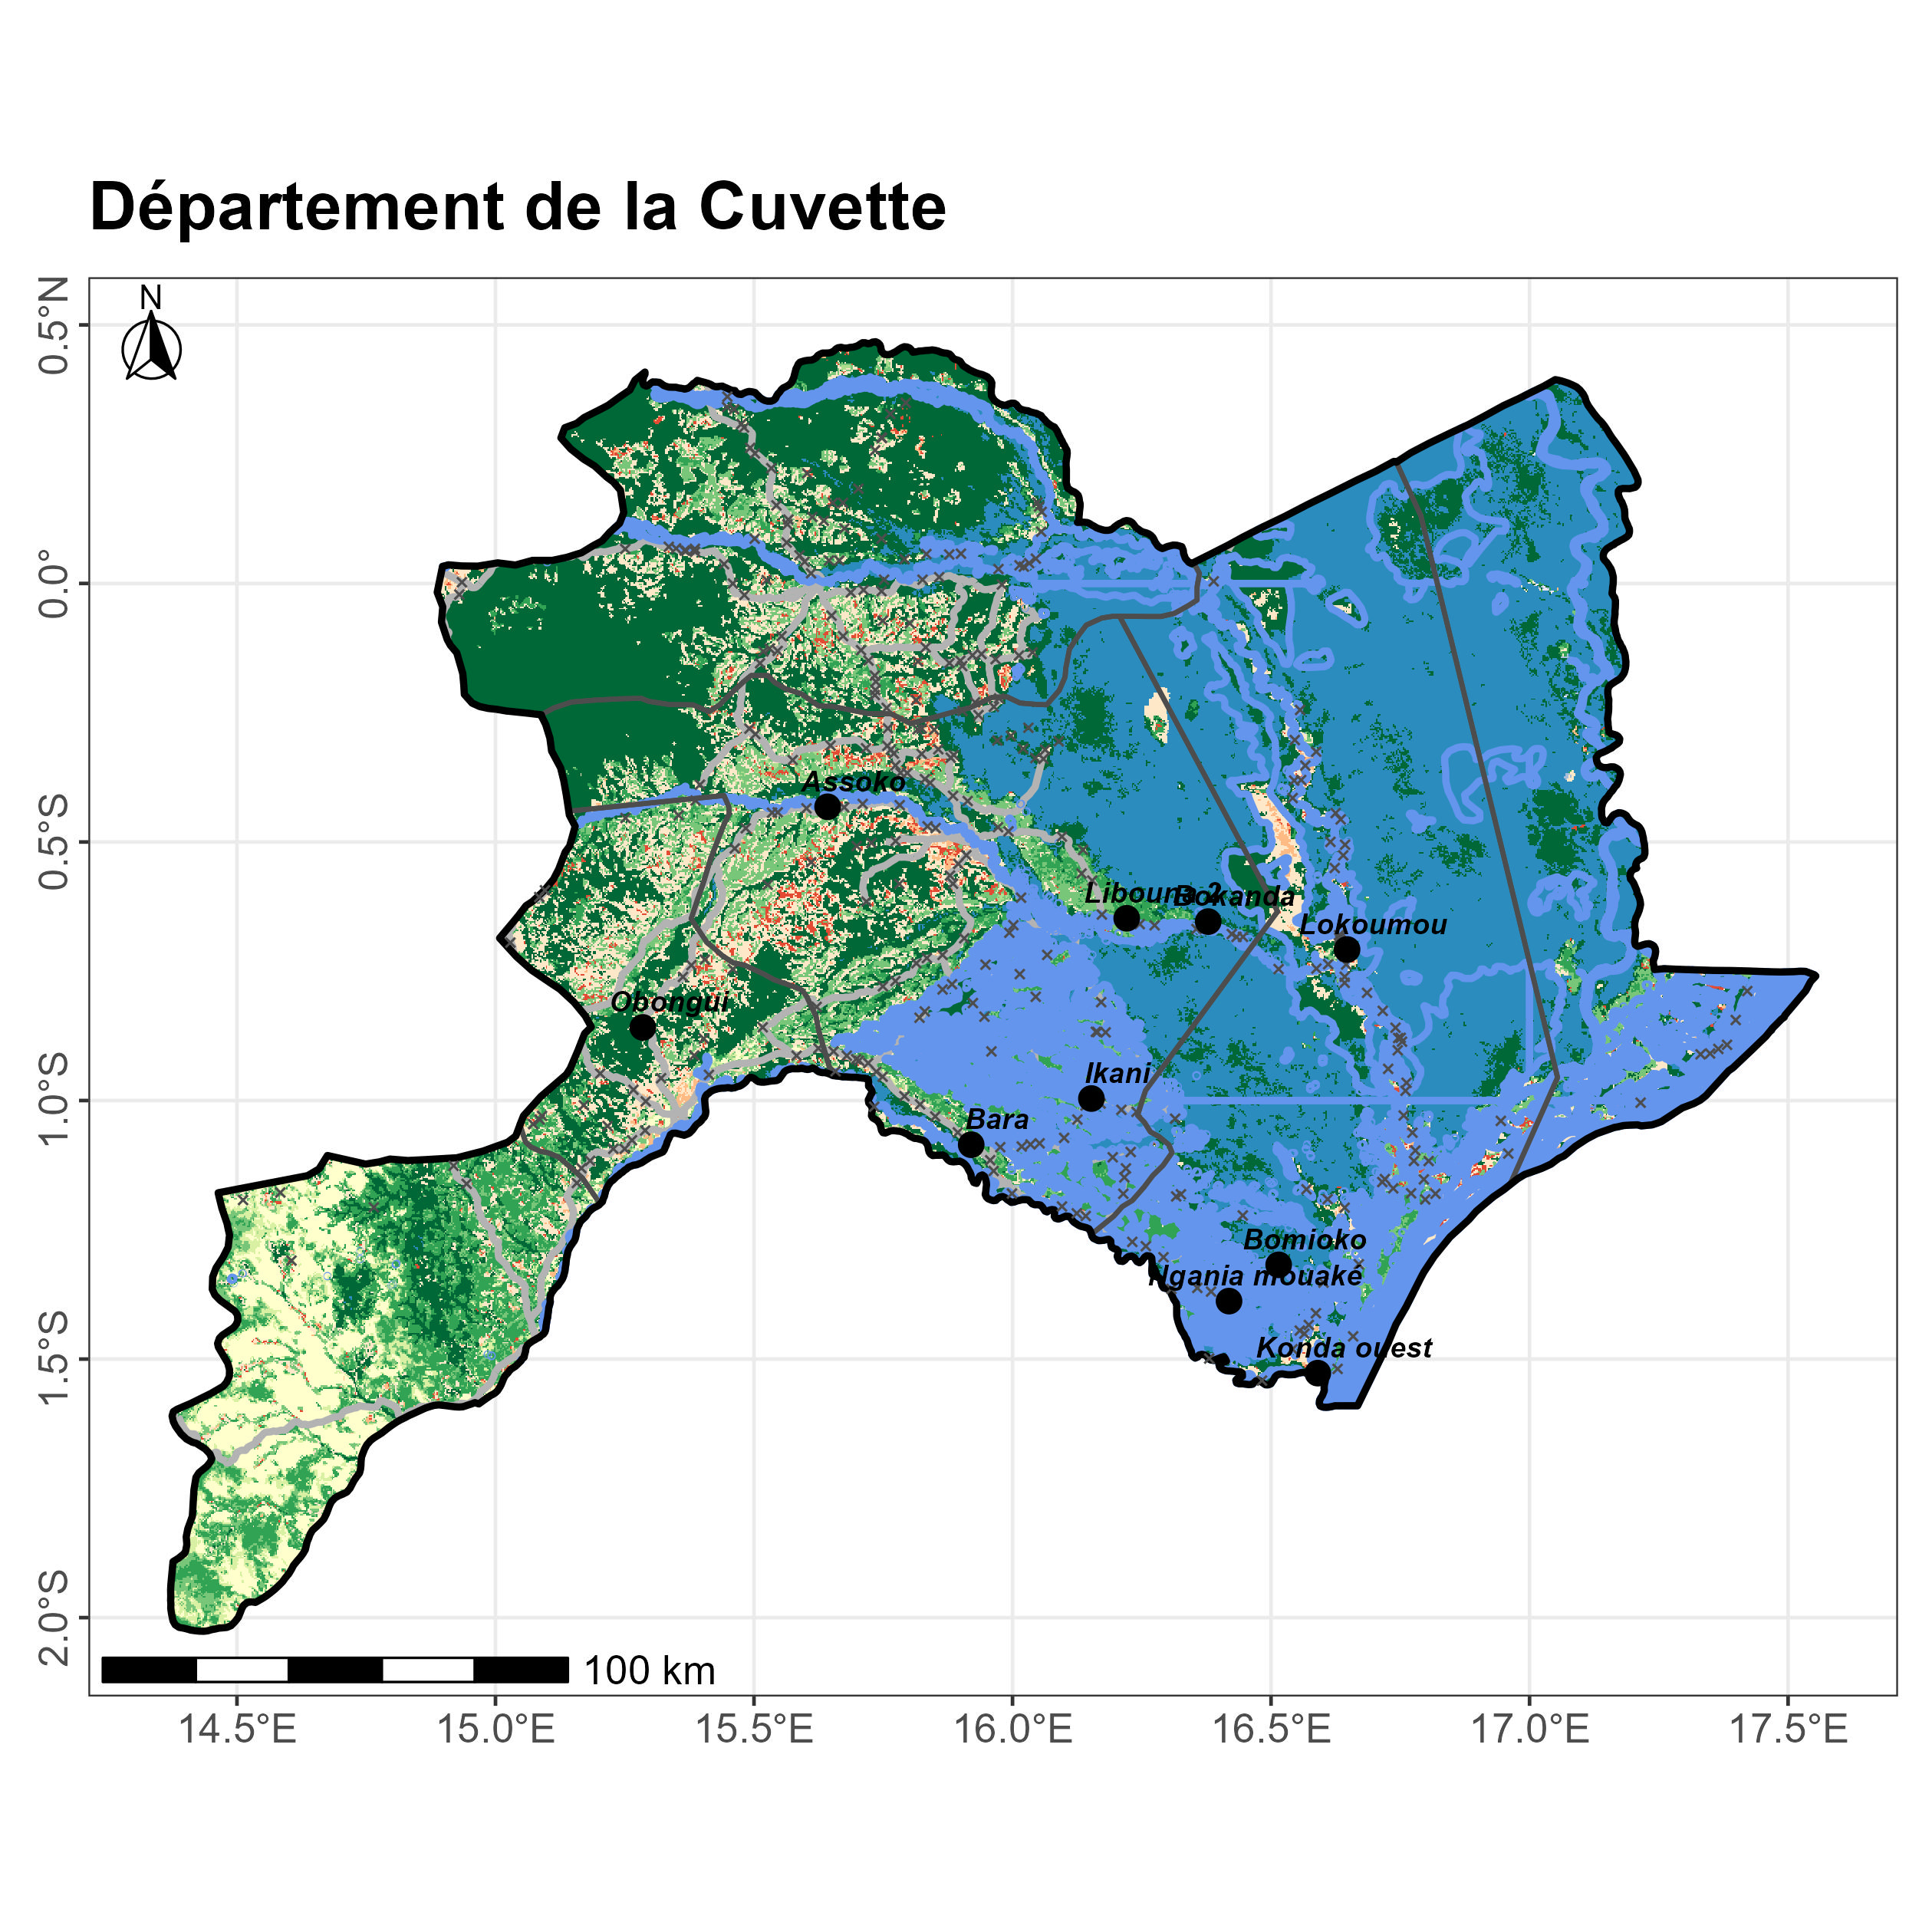 Département de la Cuvette
N
0.5°N
0.0°
0.5°S
1.0°S
1.5°S
2.0°S
Assoko
Libouna 2
Bokanda
Lokoumou
Obongui
Ikani
Bara
Bomioko
Ngania mouaké
Konda ouest
100 km
14.5°E
15.0°E
15.5°E
16.0°E
16.5°E
17.0°E
17.5°E